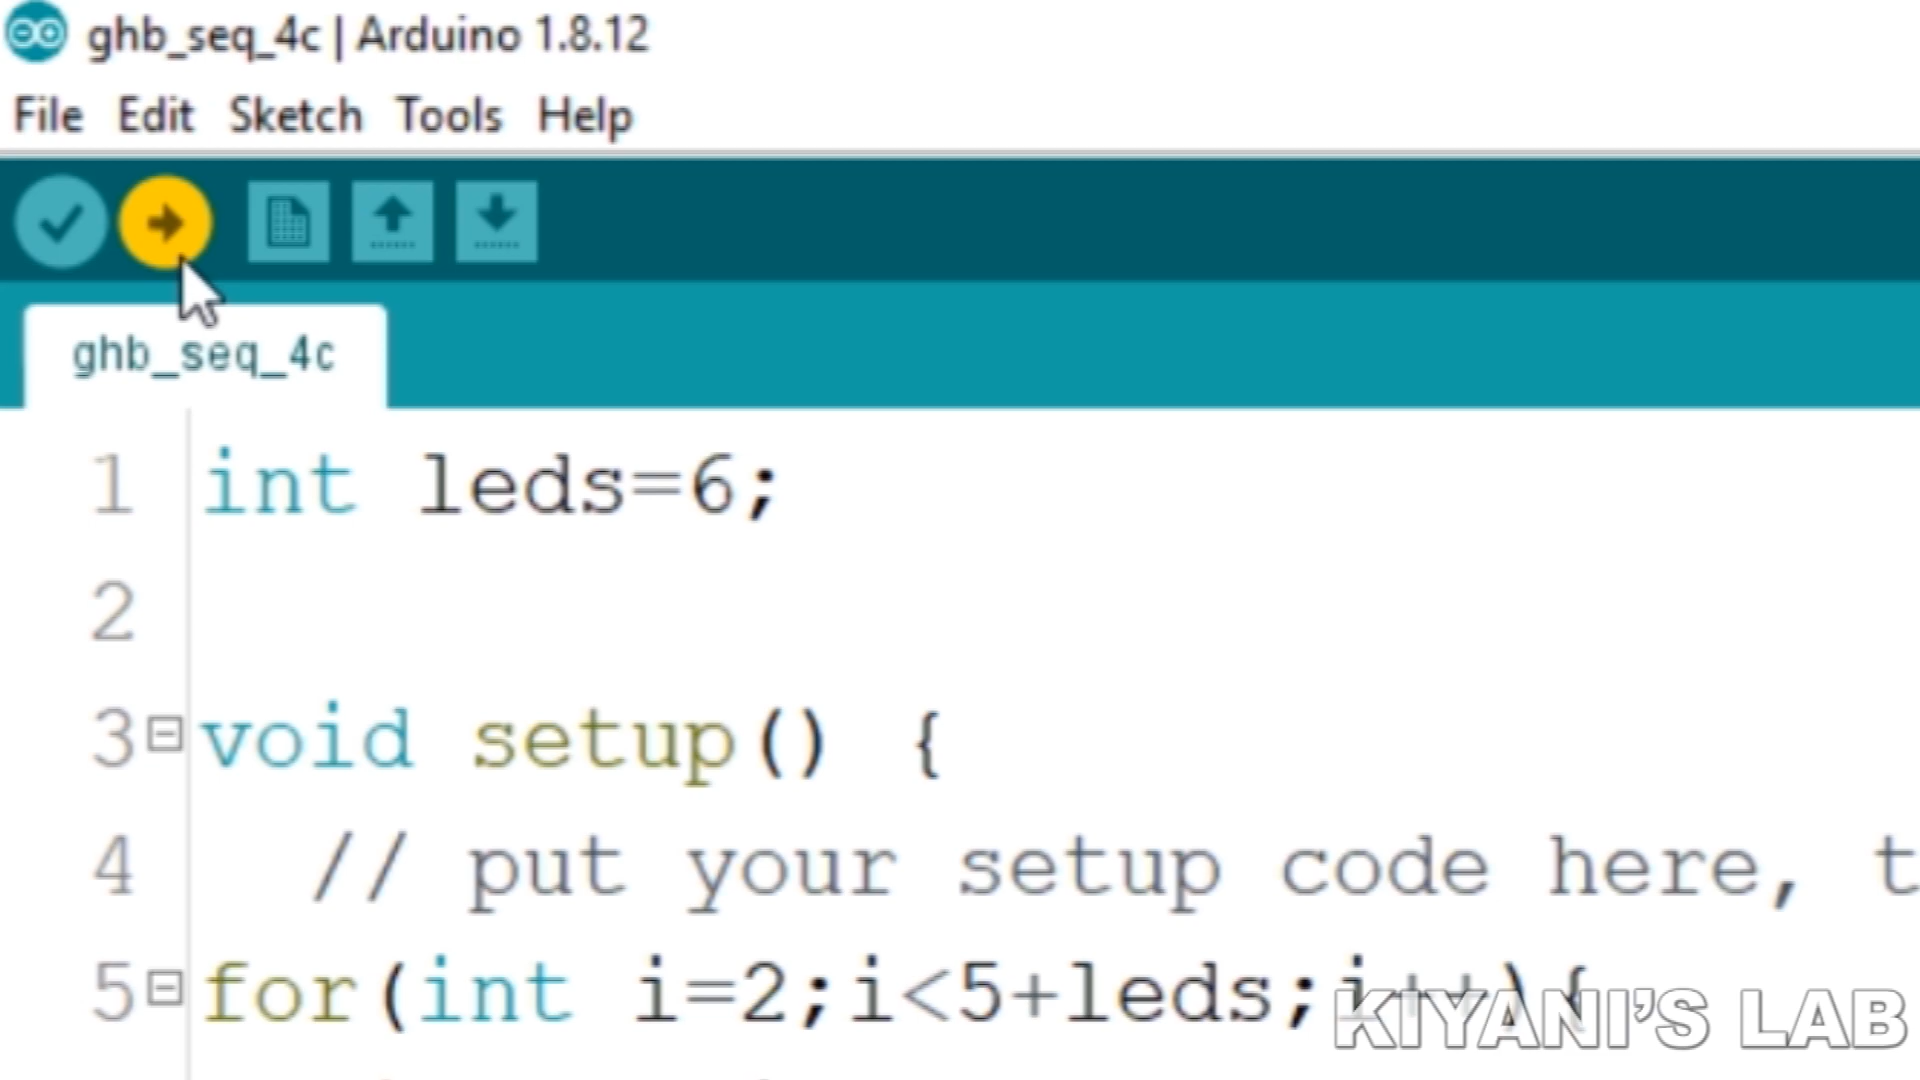 ghb_seq_4c | Arduino 1.8.12
File Edit Sketch Tools Help
ghb_seq_4c
1 int leds=6;
2
3 void setup() {
4 // put your setup code here, t
5 for(int i=2;i<5+leds;i++){
KIYANI'S LAB